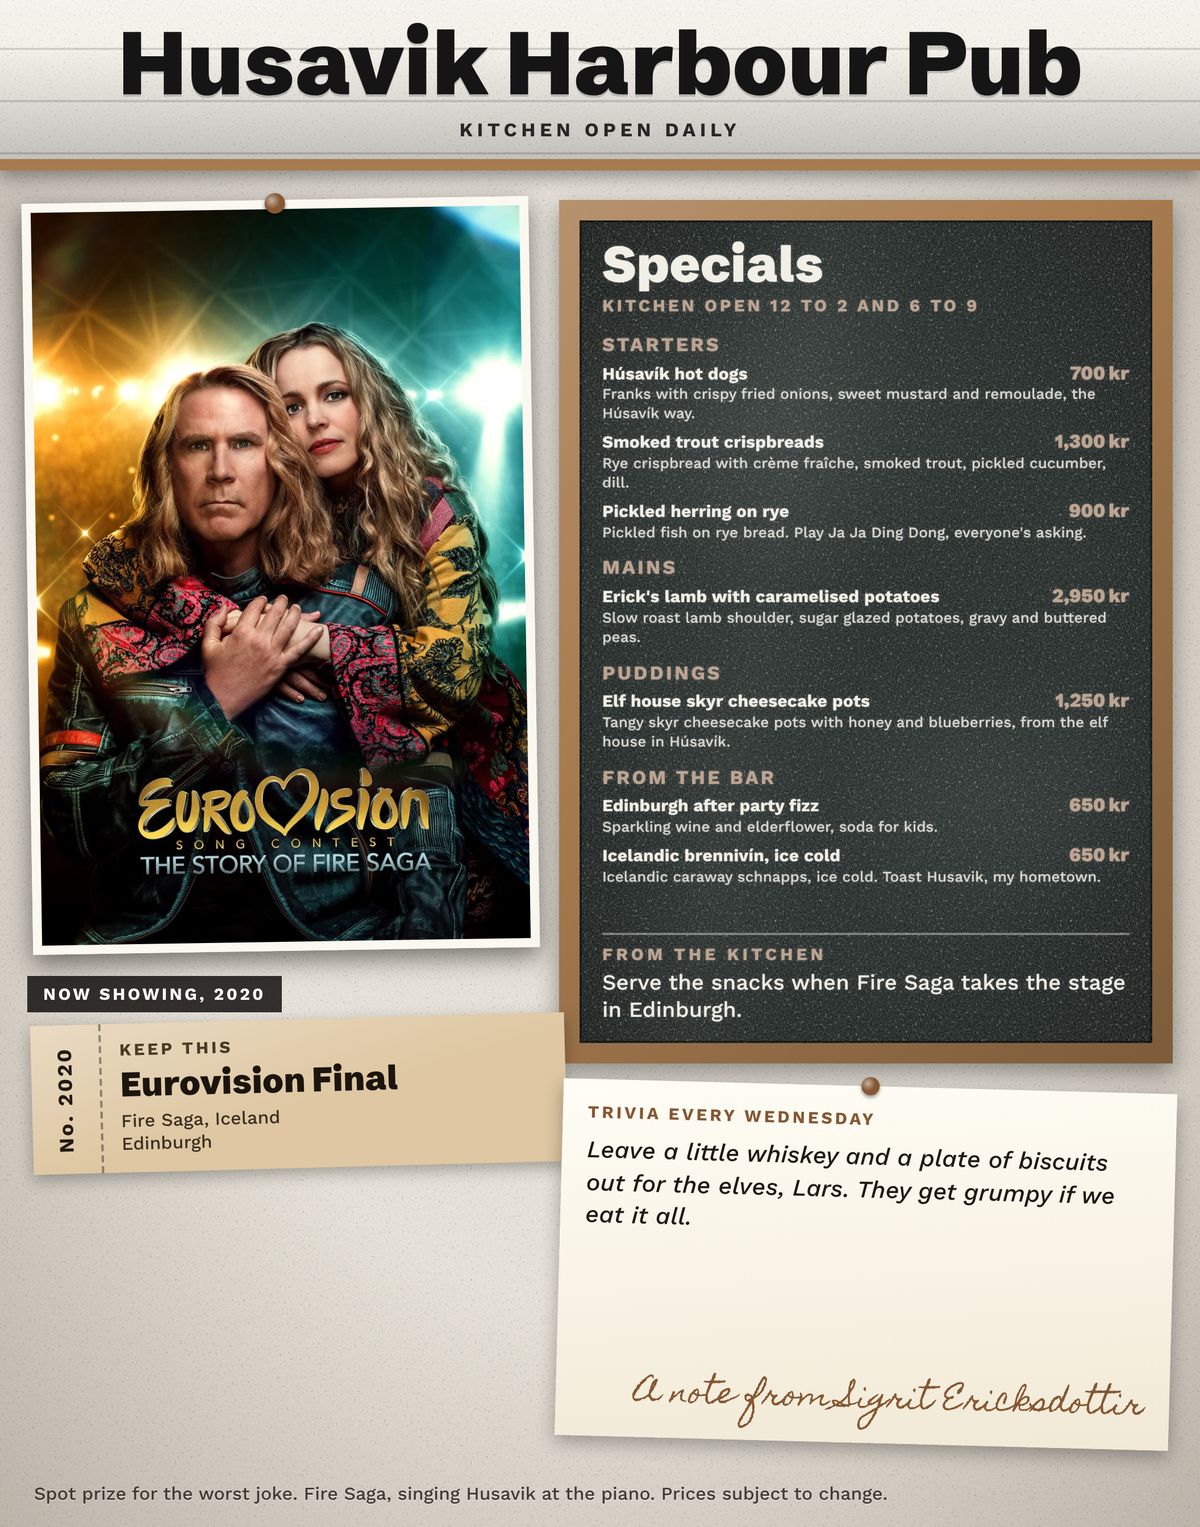 Husavik Harbour Pub
KITCHEN OPEN DAILY
EUROVISION
SONG CONTEST
THE STORY OF FIRE SAGA
NOW SHOWING, 2020
No. 2020
KEEP THIS
Eurovision Final
Fire Saga, Iceland
Edinburgh
Specials
KITCHEN OPEN 12 TO 2 AND 6 TO 9
STARTERS
Húsavík hot dogs 700 kr
Franks with crispy fried onions, sweet mustard and remoulade, the
Húsavík way.
Smoked trout crispbreads 1,300 kr
Rye crispbread with crème fraîche, smoked trout, pickled cucumber,
dill.
Pickled herring on rye 900 kr
Pickled fish on rye bread. Play Ja Ja Ding Dong, everyone's asking.
MAINS
Erick's lamb with caramelised potatoes 2,950 kr
Slow roast lamb shoulder, sugar glazed potatoes, gravy and buttered
peas.
PUDDINGS
Elf house skyr cheesecake pots 1,250 kr
Tangy skyr cheesecake pots with honey and blueberries, from the elf
house in Húsavík.
FROM THE BAR
Edinburgh after party fizz 650 kr
Sparkling wine and elderflower, soda for kids.
Icelandic brennivín, ice cold 650 kr
Icelandic caraway schnapps, ice cold. Toast Husavik, my hometown.
FROM THE KITCHEN
Serve the snacks when Fire Saga takes the stage
in Edinburgh.
TRIVIA EVERY WEDNESDAY
Leave a little whiskey and a plate of biscuits
out for the elves, Lars. They get grumpy if we
eat it all.
A note from Sigrit Ericksdottir
Spot prize for the worst joke. Fire Saga, singing Husavik at the piano. Prices subject to change.